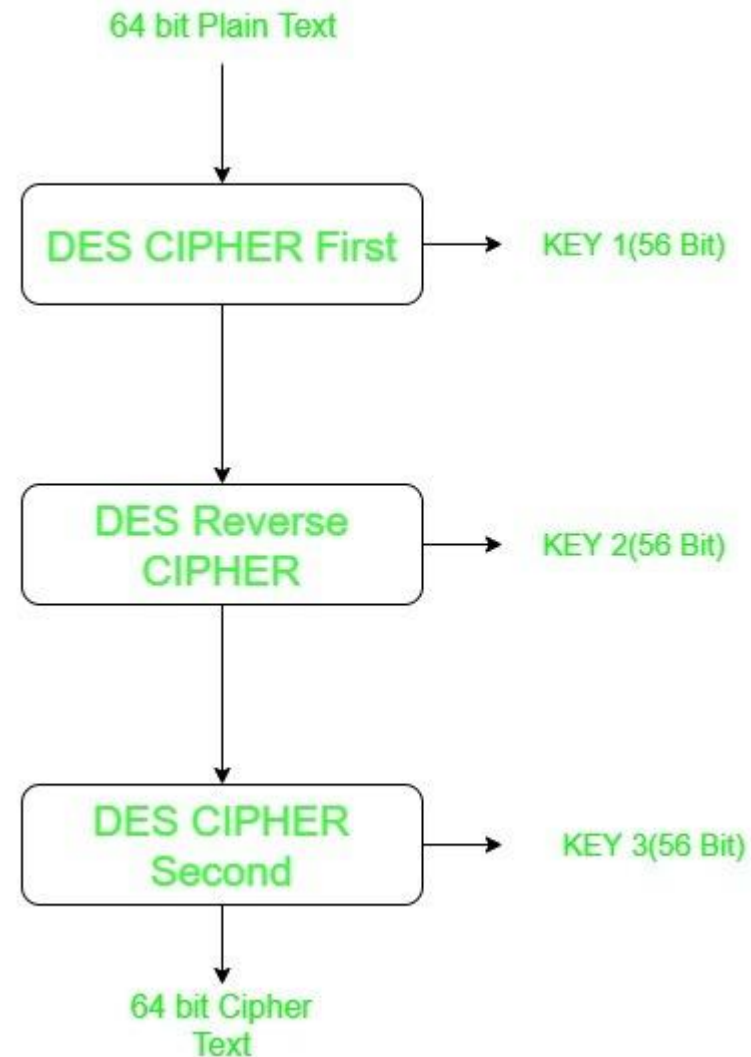 64 bit Plain Text
DES CIPHER First
KEY 1(56 Bit)
DES Reverse
CIPHER
KEY 2(56 Bit)
DES CIPHER
Second
KEY 3(56 Bit)
64 bit Cipher
Text